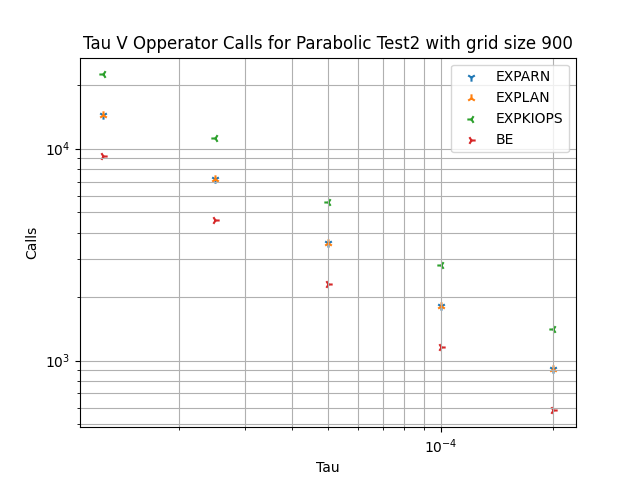 Tau V Opperator Calls for Parabolic Test2 with grid size 900
EXPARN
EXPLAN
EXPKIOPS
BE
10^4
10^3
Calls
10^-4
Tau